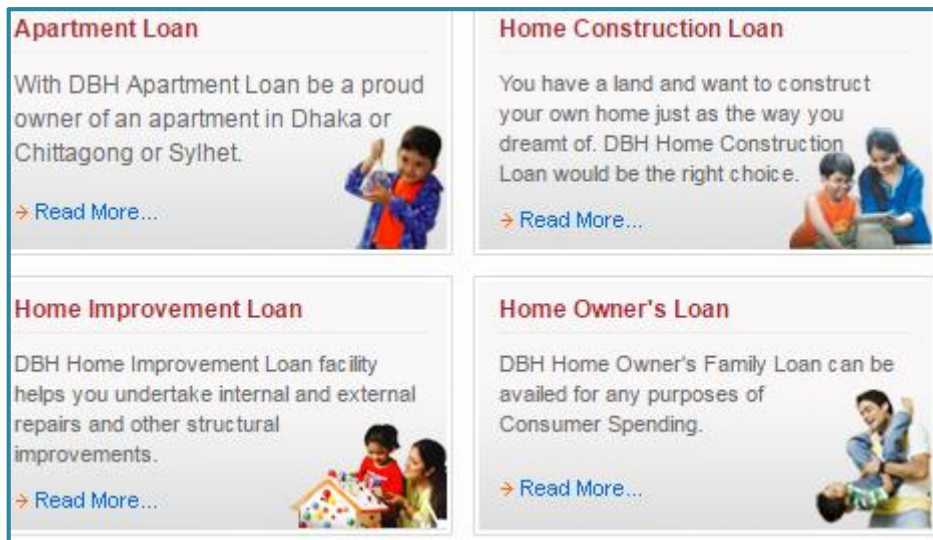 Apartment Loan
With DBH Apartment Loan be a proud
owner of an apartment in Dhaka or
Chittagong or Sylhet.
→ Read More...
Home Construction Loan
You have a land and want to construct
your own home just as the way you
dreamt of. DBH Home Construction
Loan would be the right choice.
→ Read More...
Home Improvement Loan
DBH Home Improvement Loan facility
helps you undertake internal and external
repairs and other structural
improvements.
→ Read More...
Home Owner's Loan
DBH Home Owner's Family Loan can be
availed for any purposes of
Consumer Spending.
→ Read More...